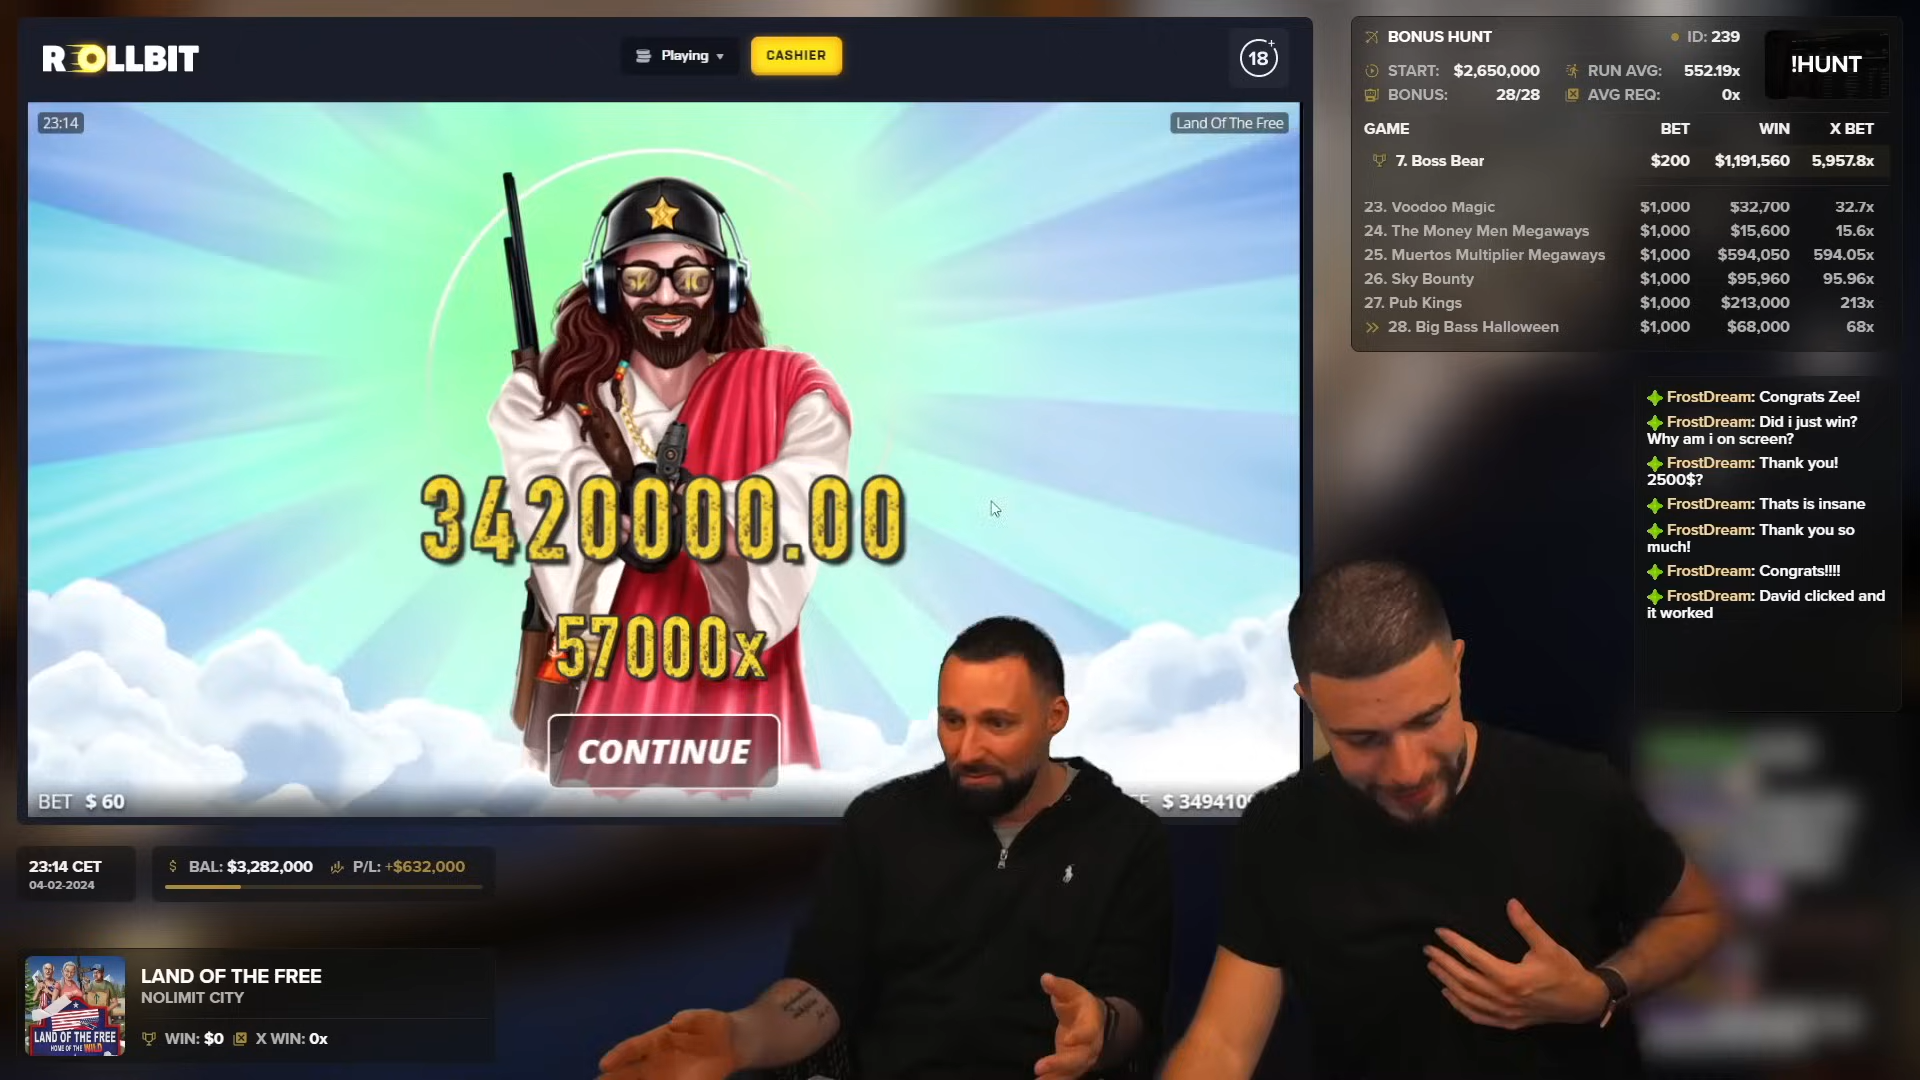 ROLLBIT
Playing
CASHIER
18+
23:14
Land Of The Free
3420000.00
57000x
CONTINUE
BET $ 60
$ 349410
BONUS HUNT
ID: 239
START: $2,650,000
RUN AVG: 552.19x
BONUS: 28/28
AVG REQ: 0x
!HUNT
GAME BET WIN X BET
7. Boss Bear $200 $1,191,560 5,957.8x
23. Voodoo Magic $1,000 $32,700 32.7x
24. The Money Men Megaways $1,000 $15,600 15.6x
25. Muertos Multiplier Megaways $1,000 $594,050 594.05x
26. Sky Bounty $1,000 $95,960 95.96x
27. Pub Kings $1,000 $213,000 213x
28. Big Bass Halloween $1,000 $68,000 68x
FrostDream: Congrats Zee!
FrostDream: Did i just win?
Why am i on screen?
FrostDream: Thank you!
2500$?
FrostDream: Thats is insane
FrostDream: Thank you so
much!
FrostDream: Congrats!!!!
FrostDream: David clicked and
it worked
23:14 CET
04-02-2024
$ BAL: $3,282,000
P/L: +$632,000
LAND OF THE FREE
HOME OF THE WILD
LAND OF THE FREE
NOLIMIT CITY
WIN: $0
X WIN: 0x